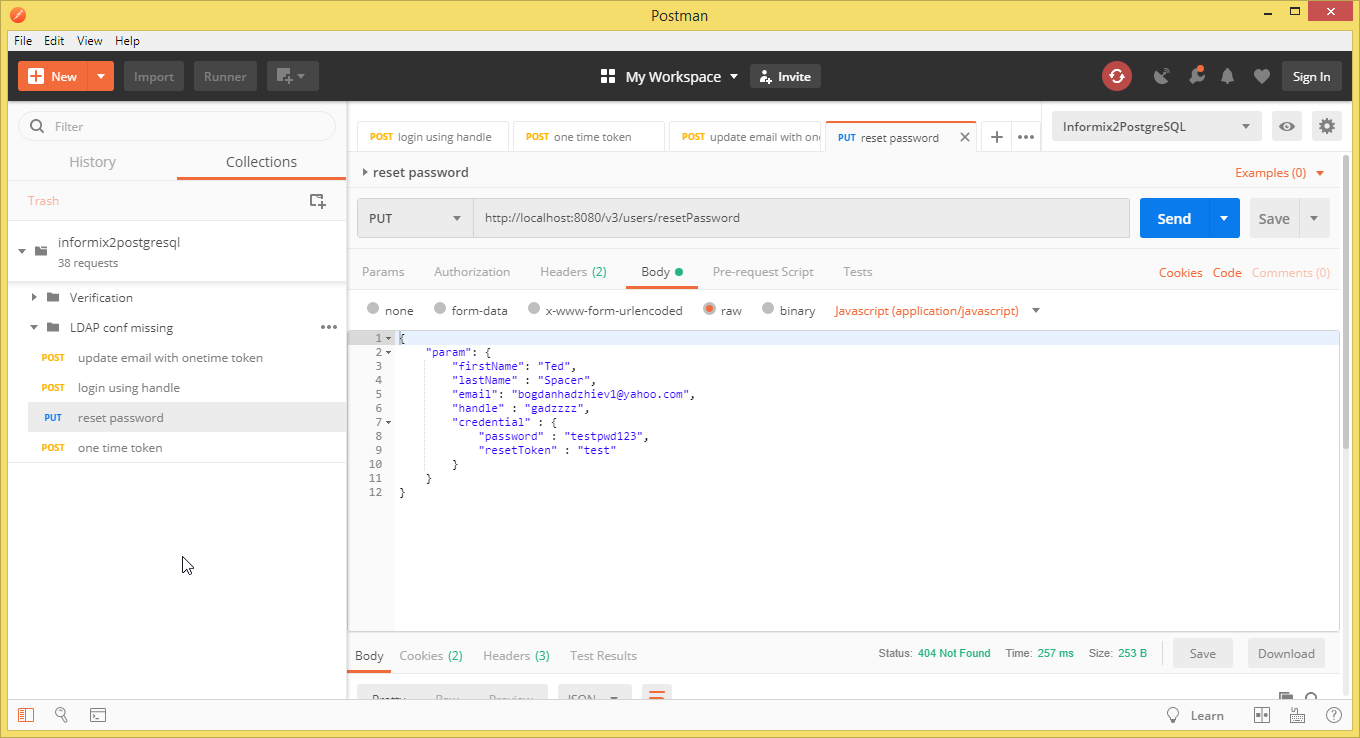 Postman
File Edit View Help
New Import Runner My Workspace Invite Sign In
Filter
History Collections
Trash
informix2postgresql
38 requests
Verification
LDAP conf missing
POST update email with onetime token
POST login using handle
PUT reset password
POST one time token
POST login using handle POST one time token POST update email with on PUT reset password
Informix2PostgreSQL
reset password Examples (0)
PUT http://localhost:8080/v3/users/resetPassword Send Save
Params Authorization Headers (2) Body Pre-request Script Tests Cookies Code Comments (0)
none form-data x-www-form-urlencoded raw binary Javascript (application/javascript)
1 {
2 "param": {
3 "firstName": "Ted",
4 "lastName" : "Spacer",
5 "email": "bogdanhadzhiev1@yahoo.com",
6 "handle" : "gadzzzz",
7 "credential" : {
8 "password" : "testpwd123",
9 "resetToken" : "test"
10 }
11 }
12 }
Body Cookies (2) Headers (3) Test Results Status: 404 Not Found Time: 257 ms Size: 253 B Save Download
Pretty Raw Preview JSON
Learn